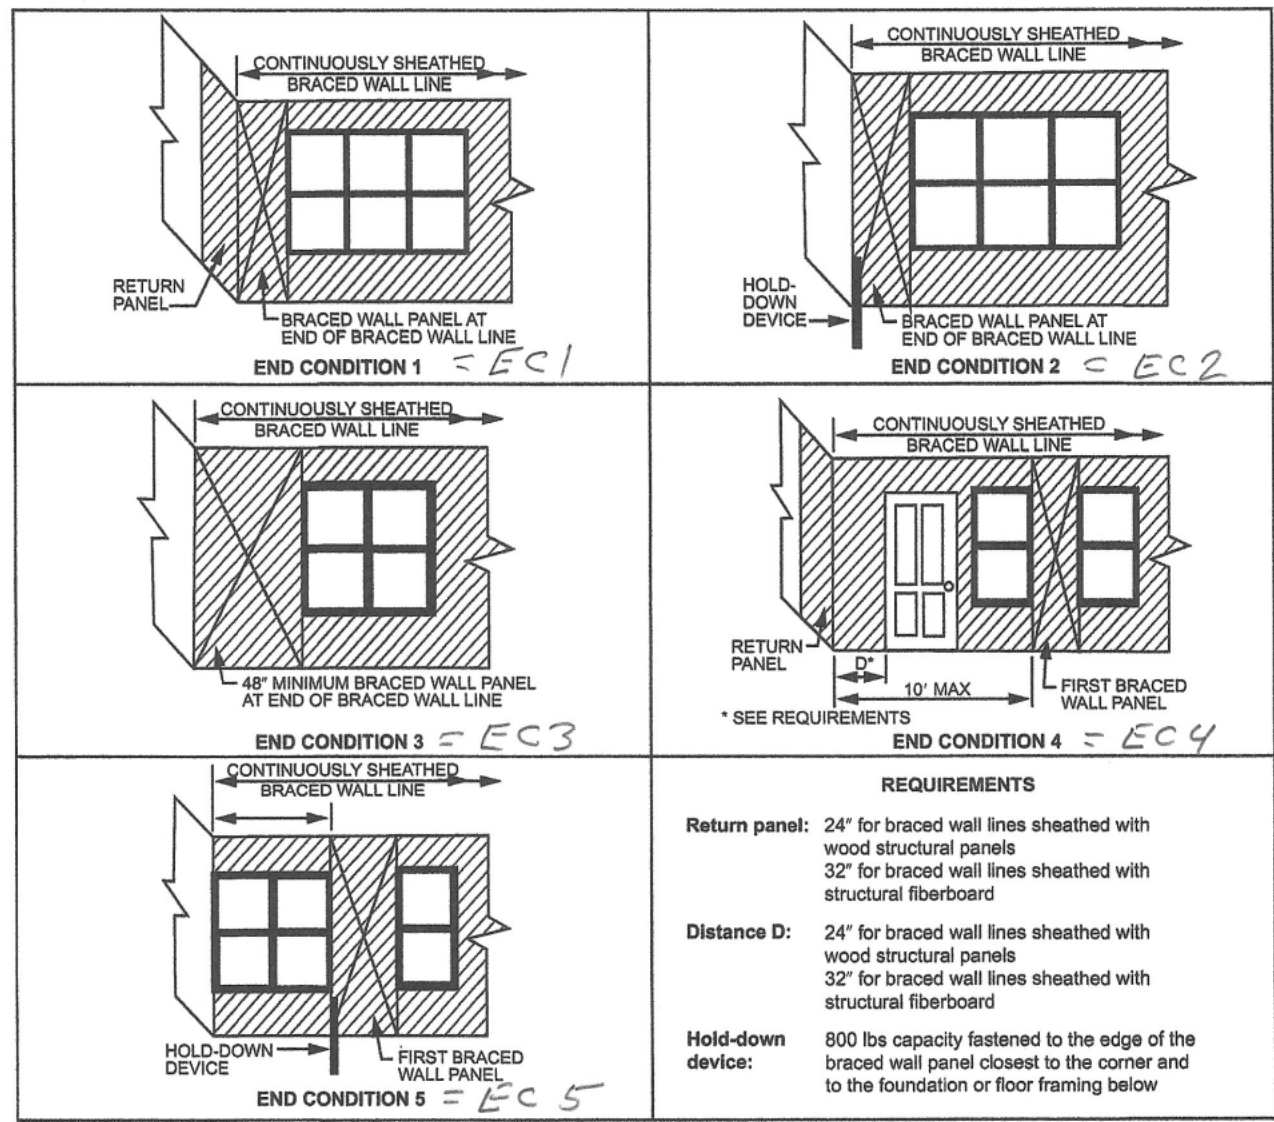 CONTINUOUSLY SHEATHED
BRACED WALL LINE
RETURN
PANEL
BRACED WALL PANEL AT
END OF BRACED WALL LINE
END CONDITION 1 = EC1
CONTINUOUSLY SHEATHED
BRACED WALL LINE
HOLD-
DOWN
DEVICE
BRACED WALL PANEL AT
END OF BRACED WALL LINE
END CONDITION 2 = EC2
CONTINUOUSLY SHEATHED
BRACED WALL LINE
48" MINIMUM BRACED WALL PANEL
AT END OF BRACED WALL LINE
END CONDITION 3 = EC3
CONTINUOUSLY SHEATHED
BRACED WALL LINE
RETURN
PANEL
D*
10' MAX
FIRST BRACED
WALL PANEL
* SEE REQUIREMENTS
END CONDITION 4 = EC4
CONTINUOUSLY SHEATHED
BRACED WALL LINE
HOLD-DOWN
DEVICE
FIRST BRACED
WALL PANEL
END CONDITION 5 = EC5
REQUIREMENTS
Return panel: 24" for braced wall lines sheathed with
wood structural panels
32" for braced wall lines sheathed with
structural fiberboard
Distance D: 24" for braced wall lines sheathed with
wood structural panels
32" for braced wall lines sheathed with
structural fiberboard
Hold-down 800 lbs capacity fastened to the edge of the
device: braced wall panel closest to the corner and
to the foundation or floor framing below